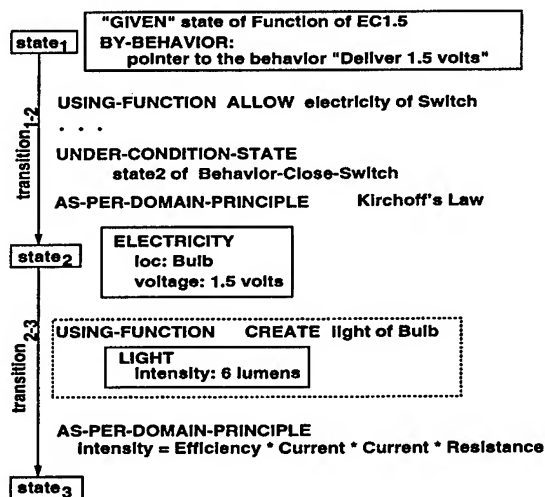 "GIVEN" state of Function of EC1.5
state1
BY-BEHAVIOR:
pointer to the behavior "Deliver 1.5 volts"
transition1-2
USING-FUNCTION ALLOW electricity of Switch
. . .
UNDER-CONDITION-STATE
state2 of Behavior-Close-Switch
AS-PER-DOMAIN-PRINCIPLE Kirchoff's Law
state2
ELECTRICITY
loc: Bulb
voltage: 1.5 volts
transition2-3
USING-FUNCTION CREATE light of Bulb
LIGHT
intensity: 6 lumens
AS-PER-DOMAIN-PRINCIPLE
intensity = Efficiency * Current * Current * Resistance
state3